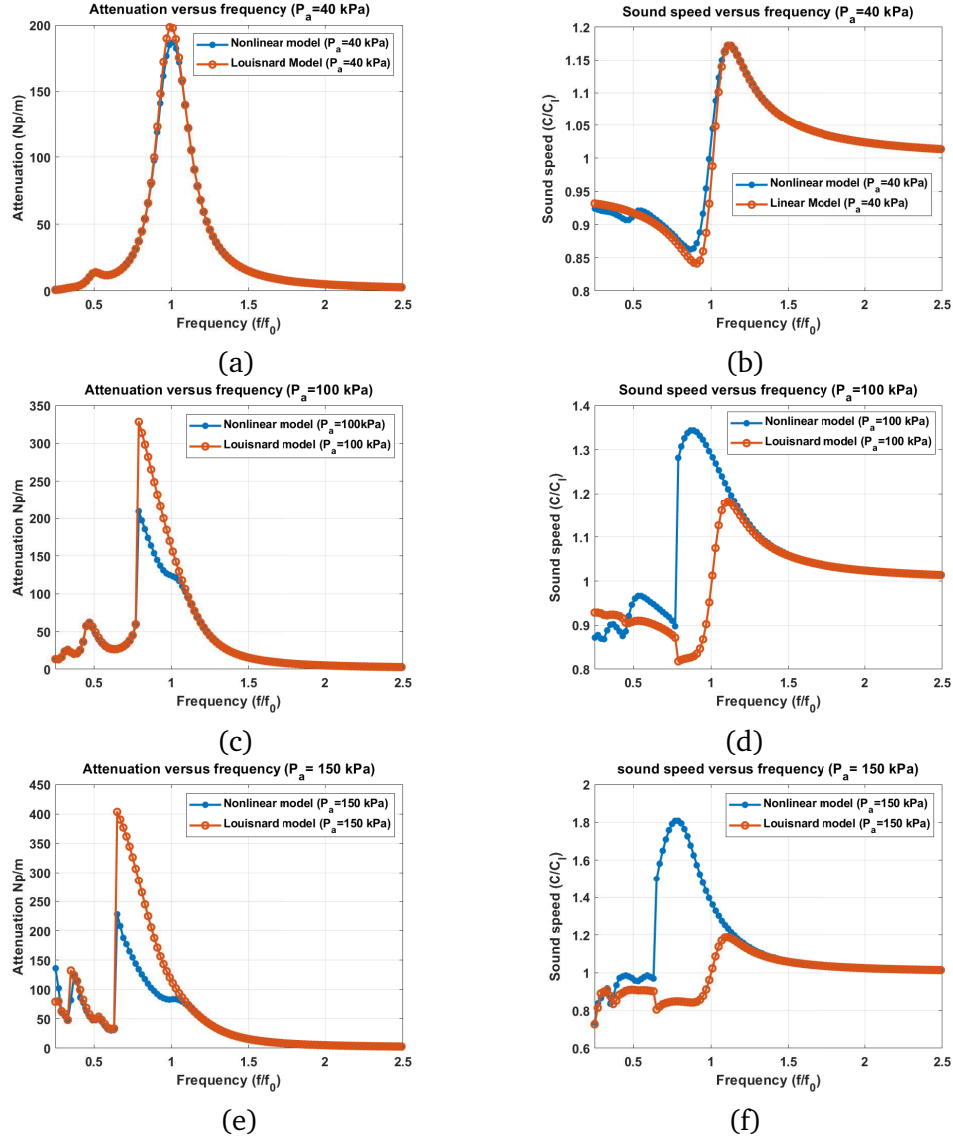 Attenuation versus frequency (P_a=40 kPa)
Nonlinear model (P_a=40 kPa)
Louisnard Model (P_a=40 kPa)
Attenuation (Np/m)
200
150
100
50
0
0.5 1 1.5 2 2.5
Frequency (f/f_0)
(a)
Sound speed versus frequency (P_a=40 kPa)
Nonlinear model (P_a=40 kPa)
Linear Model (P_a=40 kPa)
Sound speed (C/C_l)
1.2
1.15
1.1
1.05
1
0.95
0.9
0.85
0.8
0.5 1 1.5 2 2.5
Frequency (f/f_0)
(b)
Attenuation versus frequency (P_a=100 kPa)
Nonlinear model (P_a=100kPa)
Louisnard model (P_a=100 kPa)
Attenuation Np/m
350
300
250
200
150
100
50
0
0.5 1 1.5 2 2.5
Frequency (f/f_0)
(c)
Sound speed versus frequency (P_a=100 kPa)
Nonlinear model (P_a=100 kPa)
Louisnard model (P_a=100 kPa)
Sound speed (C/C_l)
1.4
1.3
1.2
1.1
1
0.9
0.8
0.5 1 1.5 2 2.5
Frequency (f/f_0)
(d)
Attenuation versus frequency (P_a= 150 kPa)
Nonlinear model (P_a=150 kPa)
Louisnard model (P_a=150 kPa)
Attenuation Np/m
450
400
350
300
250
200
150
100
50
0
0.5 1 1.5 2 2.5
Frequency (f/f_0)
(e)
sound speed versus frequency (P_a= 150 kPa)
Nonlinear model (P_a=150 kPa)
Louisnard model (P_a=150 kPa)
Sound speed (C/C_l)
2
1.8
1.6
1.4
1.2
1
0.8
0.6
0.5 1 1.5 2 2.5
Frequency (f/f_0)
(f)